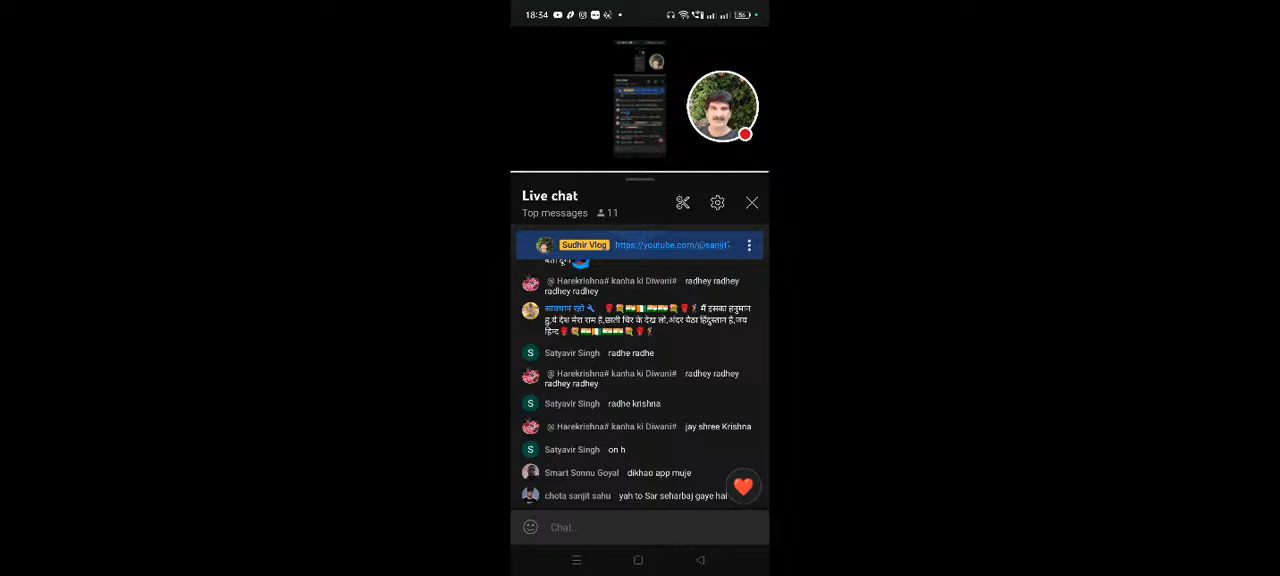 18:34
56
Live chat
Top messages 11
Sudhir Vlog https://youtube.com/@sanjit
@ Harekrishna# kanha ki Diwani# radhey radhey
radhey radhey
सावधान रहो मैं इसका हनुमान
हू,ये देश मेरा राम है,छाती चिर के देख लो,अंदर बैठा हिंदुस्तान है,जय
हिन्द
S Satyavir Singh radhe radhe
@ Harekrishna# kanha ki Diwani# radhey radhey
radhey radhey
S Satyavir Singh radhe krishna
@ Harekrishna# kanha ki Diwani# jay shree Krishna
S Satyavir Singh on h
Smart Sonnu Goyal dikhao app muje
chota sanjit sahu yah to Sar seharbaj gaye hai
Chat...